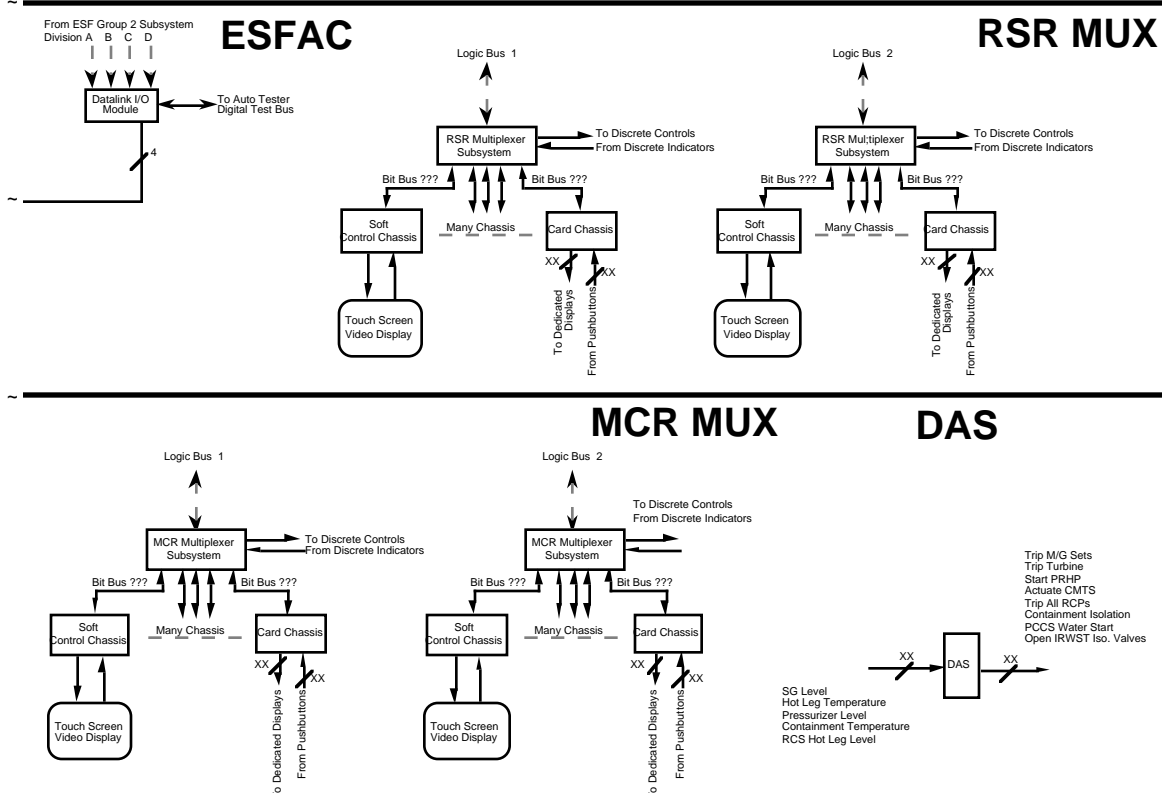 ~
From ESF Group 2 Subsystem
Division A B C D
ESFAC
RSR MUX
Datalink I/O
Module
To Auto Tester
Digital Test Bus
4
~
Logic Bus 1
RSR Multiplexer
Subsystem
To Discrete Controls
From Discrete Indicators
Bit Bus ???
Bit Bus ???
Soft
Control Chassis
Many Chassis
Card Chassis
XX
XX
To Dedicated
Displays
From Pushbuttons
Touch Screen
Video Display
Logic Bus 2
RSR Mul;tiplexer
Subsystem
To Discrete Controls
From Discrete Indicators
Bit Bus ???
Bit Bus ???
Soft
Control Chassis
Many Chassis
Card Chassis
XX
XX
To Dedicated
Displays
From Pushbuttons
Touch Screen
Video Display
~
MCR MUX
DAS
Logic Bus 1
MCR Multiplexer
Subsystem
To Discrete Controls
From Discrete Indicators
Bit Bus ???
Bit Bus ???
Soft
Control Chassis
Many Chassis
Card Chassis
XX
XX
o Dedicated Displays
From Pushbuttons
Touch Screen
Video Display
Logic Bus 2
MCR Multiplexer
Subsystem
To Discrete Controls
From Discrete Indicators
Bit Bus ???
Bit Bus ???
Soft
Control Chassis
Many Chassis
Card Chassis
XX
XX
o Dedicated Displays
From Pushbuttons
Touch Screen
Video Display
Trip M/G Sets
Trip Turbine
Start PRHP
Actuate CMTS
Trip All RCPs
Containment Isolation
PCCS Water Start
Open IRWST Iso. Valves
XX
DAS
XX
SG Level
Hot Leg Temperature
Pressurizer Level
Containment Temperature
RCS Hot Leg Level